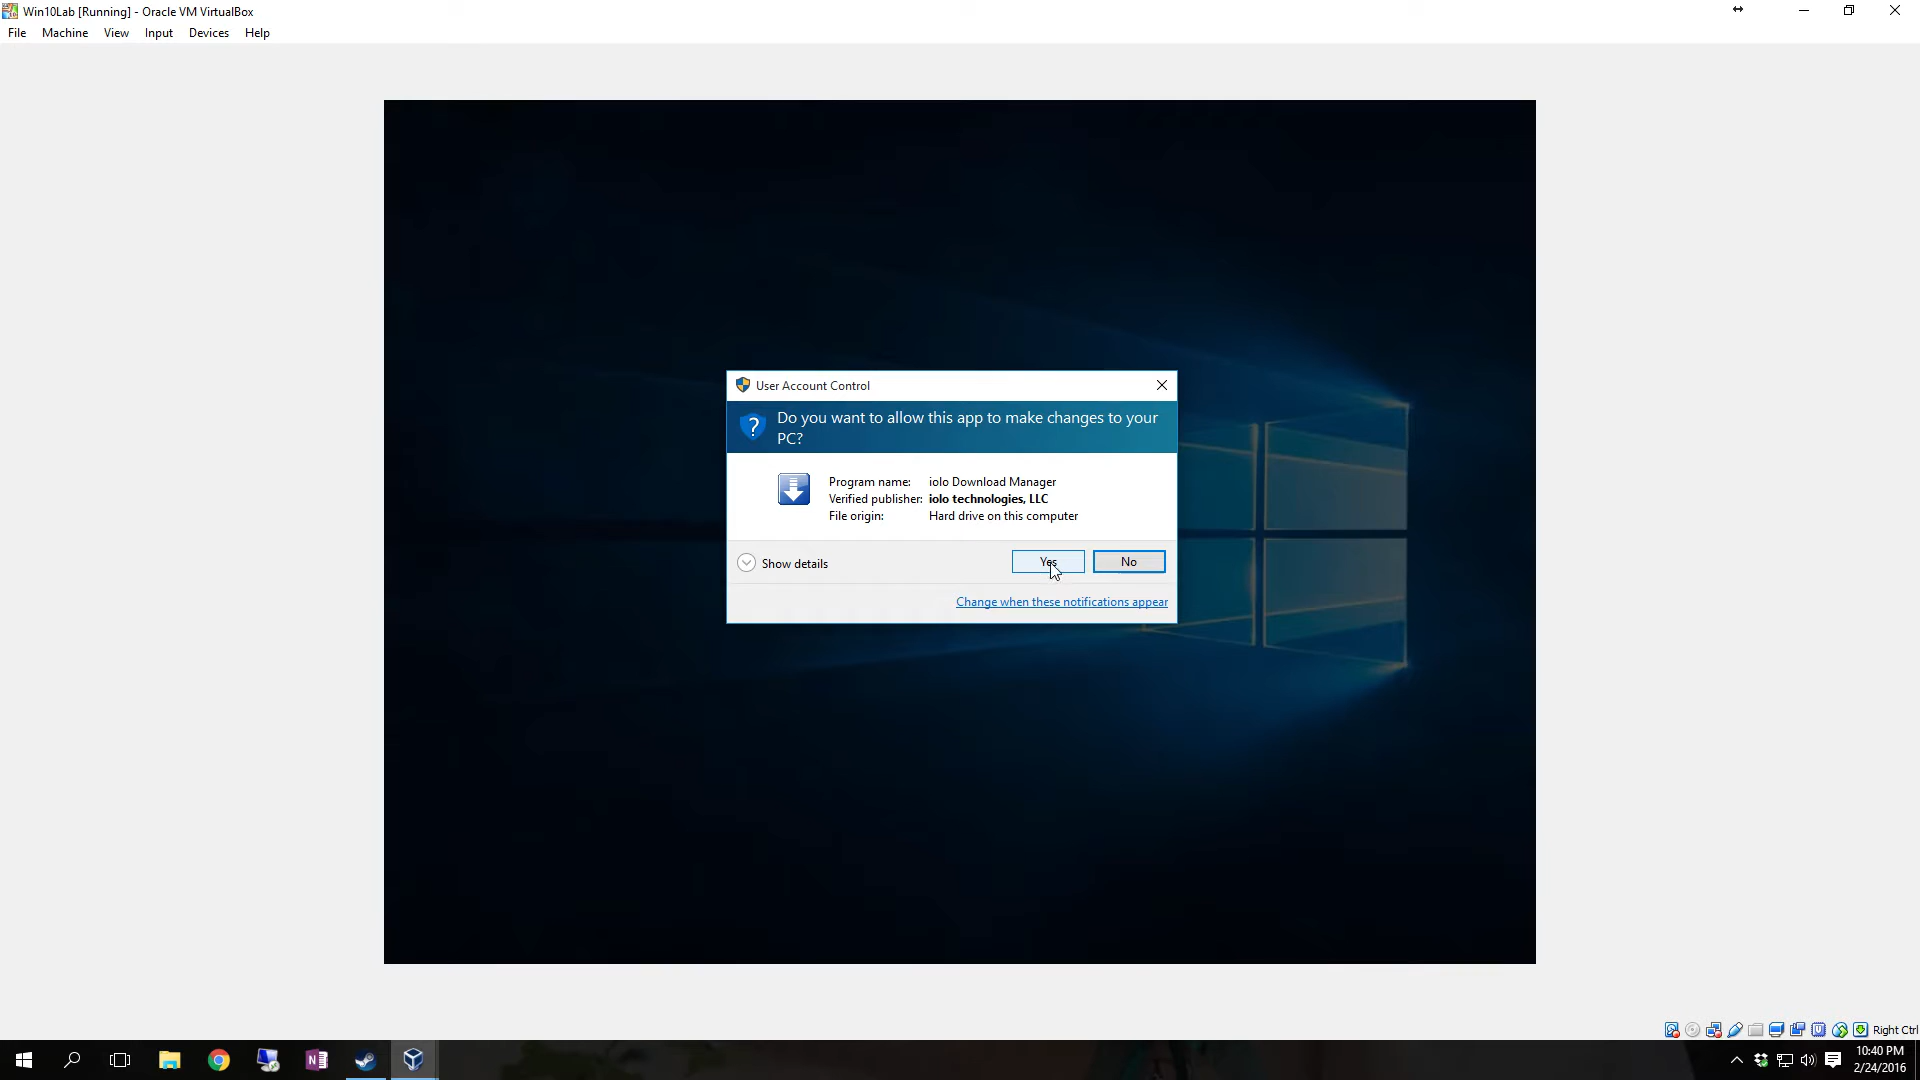 Win10Lab [Running] - Oracle VM VirtualBox
File Machine View Input Devices Help
User Account Control
?
Do you want to allow this app to make changes to your
PC?
Program name: iolo Download Manager
Verified publisher: iolo technologies, LLC
File origin: Hard drive on this computer
Show details
Yes
No
Change when these notifications appear
Right Ctrl
10:40 PM
2/24/2016